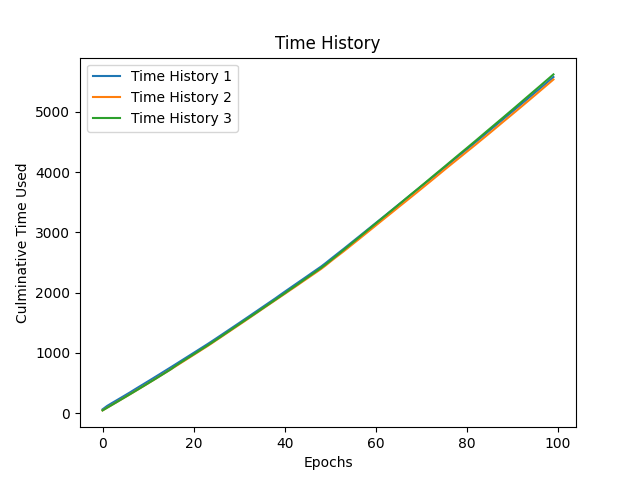 Time History
Time History 1
Time History 2
Time History 3
Culminative Time Used
5000
4000
3000
2000
1000
0
0 20 40 60 80 100
Epochs